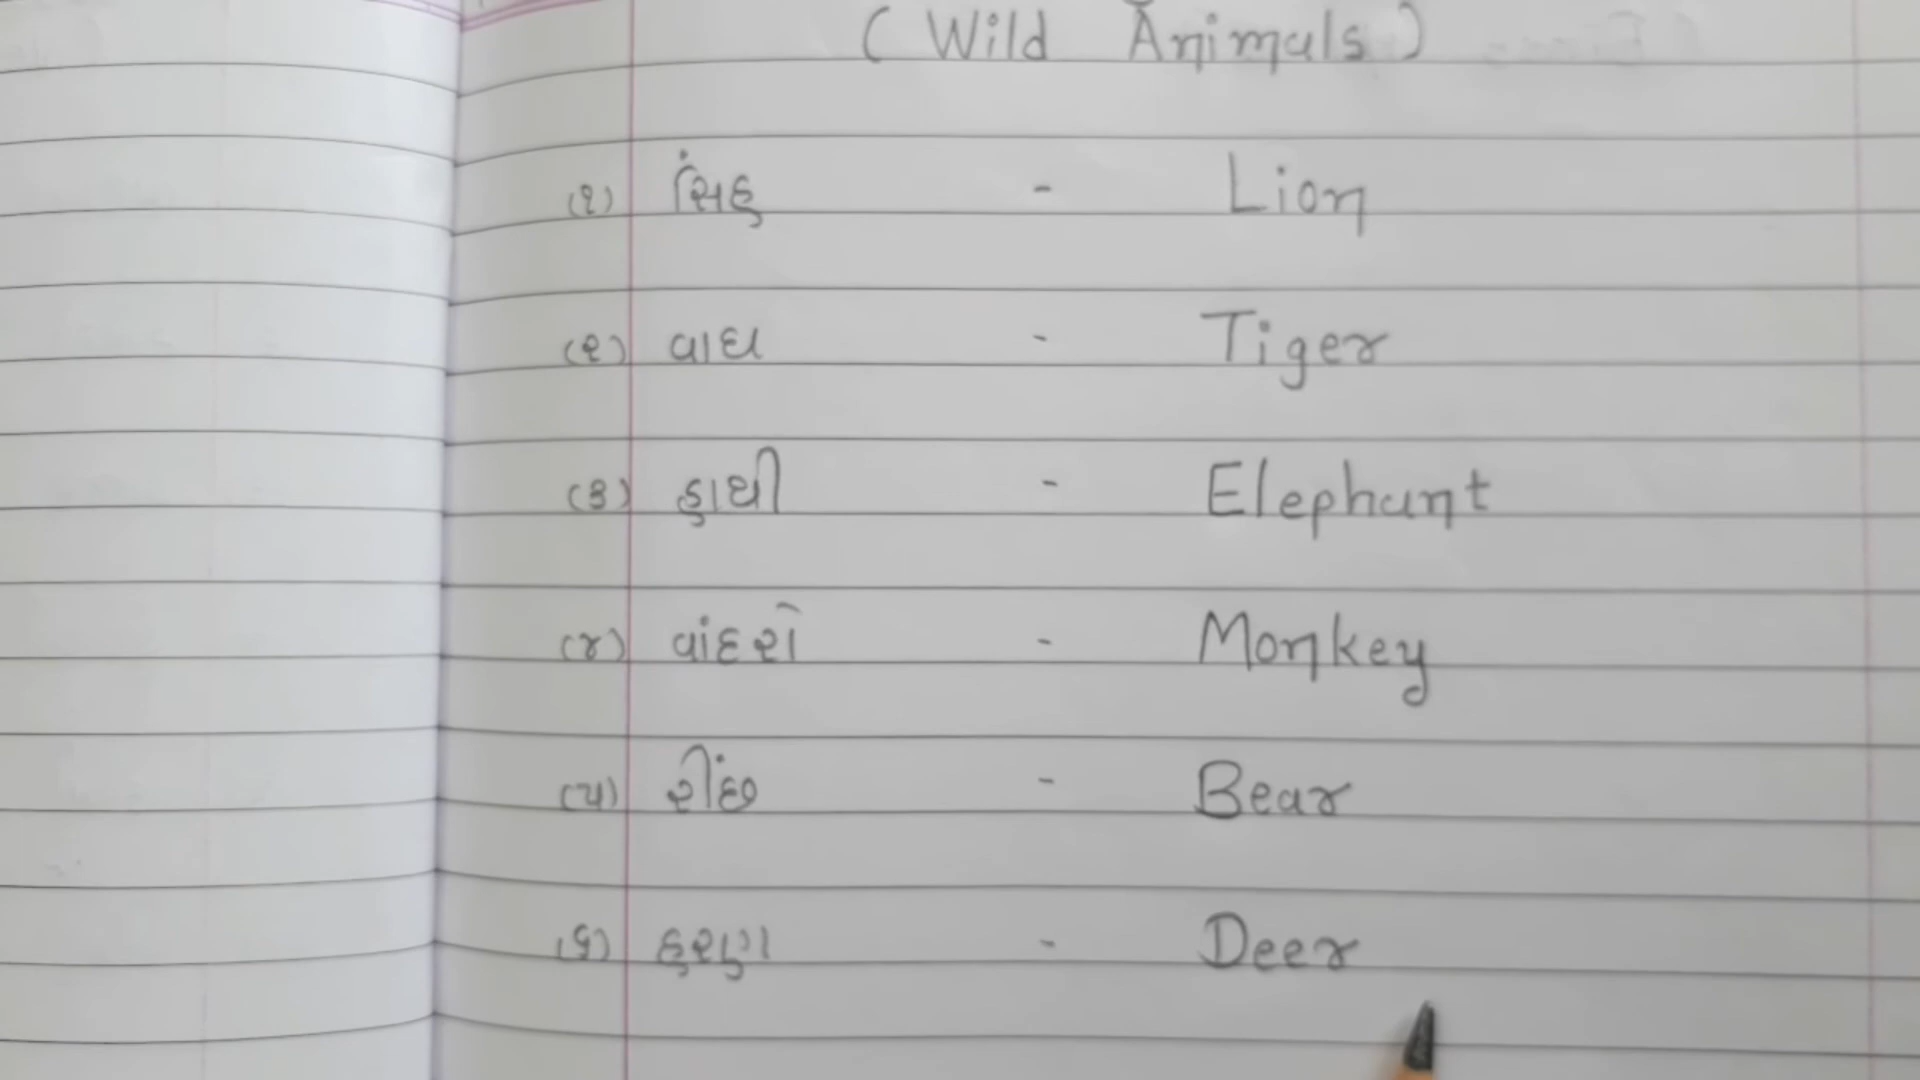 ( Wild Animals )
(૧) સિંહ - Lion
(૨) વાઘ - Tiger
(૩) હાથી - Elephant
(૪) વાંદરો - Monkey
(૫) રીંછ - Bear
(૬) હરણ - Deer